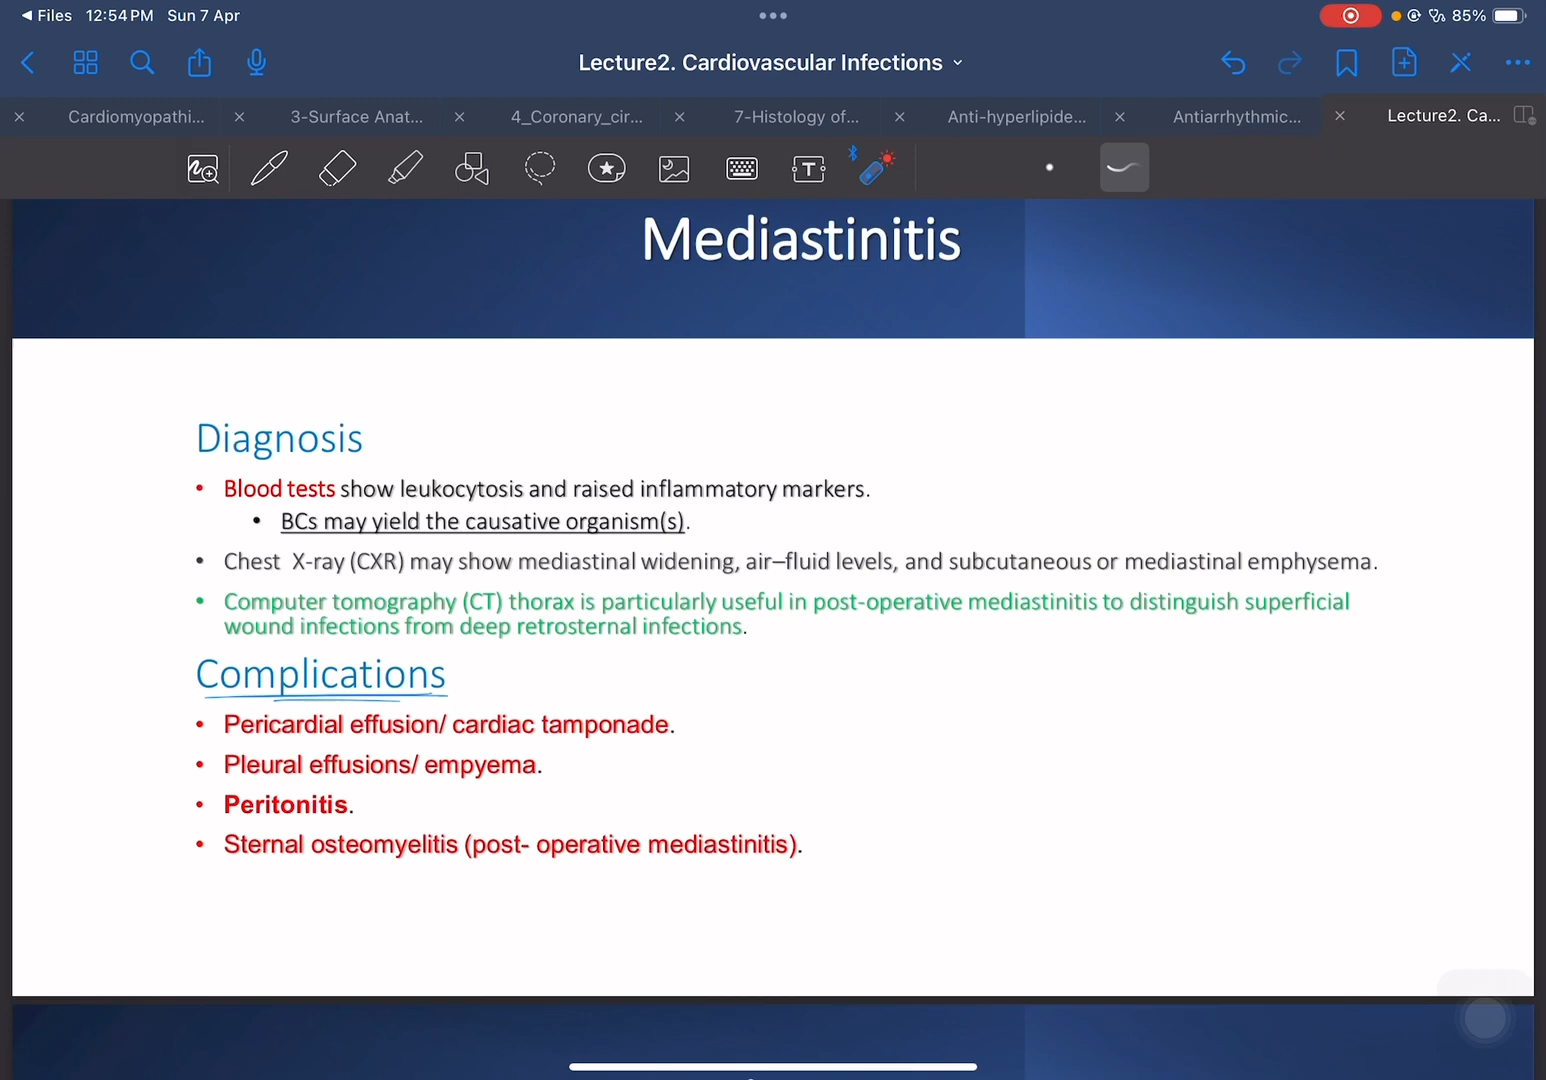 Files 12:54 PM Sun 7 Apr
85%
Lecture2. Cardiovascular Infections
Cardiomyopathi...
3-Surface Anat...
4_Coronary_cir...
7-Histology of...
Anti-hyperlipide...
Antiarrhythmic...
Lecture2. Ca...
Mediastinitis
Diagnosis
• Blood tests show leukocytosis and raised inflammatory markers.
• BCs may yield the causative organism(s).
• Chest X-ray (CXR) may show mediastinal widening, air–fluid levels, and subcutaneous or mediastinal emphysema.
• Computer tomography (CT) thorax is particularly useful in post-operative mediastinitis to distinguish superficial
wound infections from deep retrosternal infections.
Complications
• Pericardial effusion/ cardiac tamponade.
• Pleural effusions/ empyema.
• Peritonitis.
• Sternal osteomyelitis (post- operative mediastinitis).